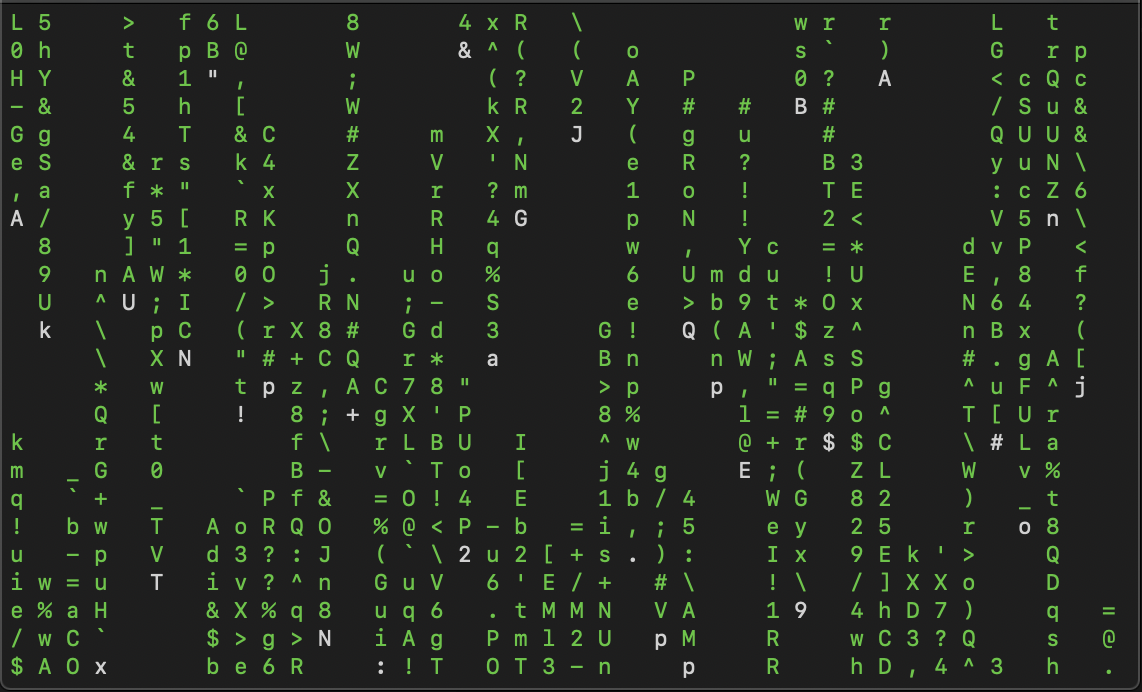 L 5 > f 6 L 8 4 x R \ w r r L t
0 h t p B @ W & ^ ( ( o s ` ) G r p
H Y & 1 " , ; ( ? V A P 0 ? A < c Q c
- & 5 h [ W k R 2 Y # # B # / S u &
G g 4 T & C # m X , J ( g u # Q U U &
e S & r s k 4 Z V ' N e R ? B 3 y u N \
, a f * " ` x X r ? m 1 o ! T E : c Z 6
A / y 5 [ R K n R 4 G p N ! 2 < V 5 n \
8 ] " 1 = p Q H q w , Y c = * d v P <
9 n A W * 0 O j . u o % 6 U m d u ! U E , 8 f
U ^ U ; I / > R N ; - S e > b 9 t * O x N 6 4 ?
k \ p C ( r X 8 # G d 3 G ! Q ( A ' $ z ^ n B x (
\ X N " # + C Q r * a B n n W ; A s S # . g A [
* w t p z , A C 7 8 " > p p , " = q P g ^ u F ^ j
Q [ ! 8 ; + g X ' P 8 % l = # 9 o ^ T [ U r
k r t f \ r L B U I ^ w @ + r $ $ C \ # L a
m _ G 0 B - v ` T o [ j 4 g E ; ( Z L W v %
q ` + _ ` P f & = O ! 4 E 1 b / 4 W G 8 2 ) _ t
! b w T A o R Q O % @ < P - b = i , ; 5 e y 2 5 r o 8
u - p V d 3 ? : J ( ` \ 2 u 2 [ + s . ) : I x 9 E k ' > Q
i w = u T i v ? ^ n G u V 6 ' E / + # \ ! \ / ] X X o D
e % a H & X % q 8 u q 6 . t M M N V A 1 9 4 h D 7 ) q =
/ w C ` $ > g > N i A g P m l 2 U p M R w C 3 ? Q s @
$ A O x b e 6 R : ! T O T 3 - n p R h D , 4 ^ 3 h .